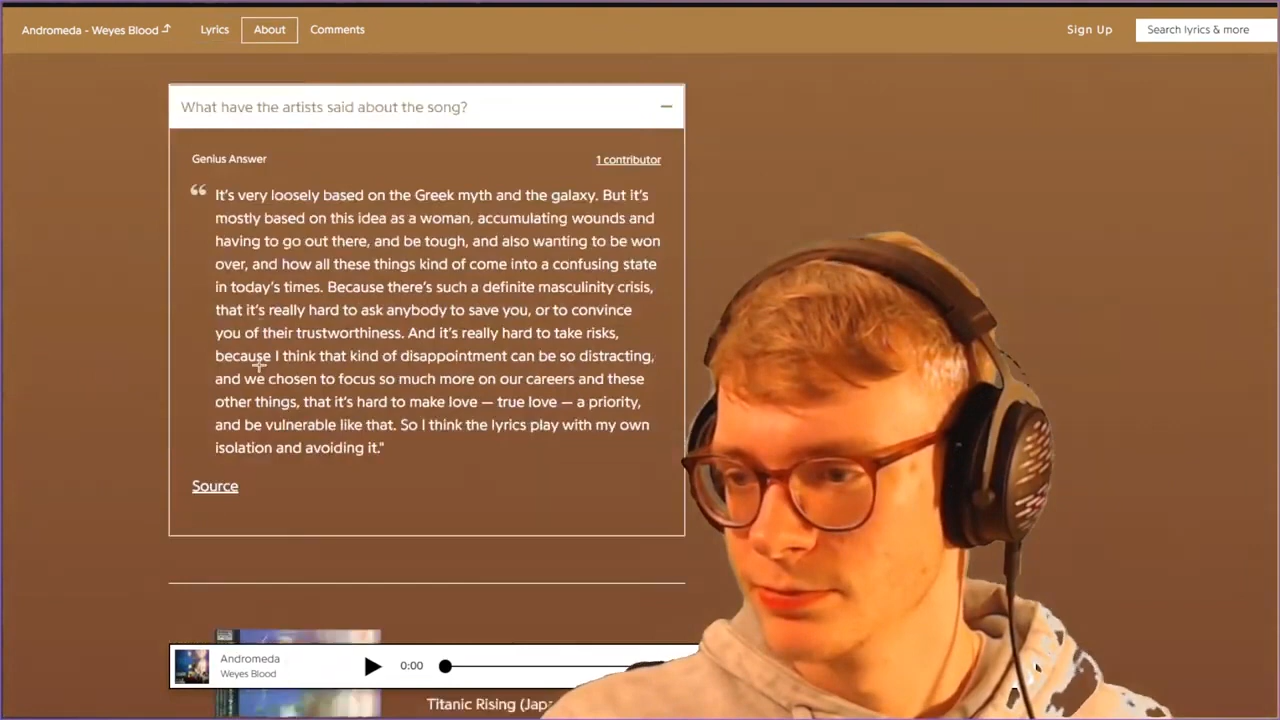 Andromeda - Weyes Blood
Lyrics
About
Comments
Sign Up
Search lyrics & more
What have the artists said about the song?
Genius Answer
1 contributor
“ It's very loosely based on the Greek myth and the galaxy. But it's
mostly based on this idea as a woman, accumulating wounds and
having to go out there, and be tough, and also wanting to be won
over, and how all these things kind of come into a confusing state
in today's times. Because there's such a definite masculinity crisis,
that it's really hard to ask anybody to save you, or to convince
you of their trustworthiness. And it's really hard to take risks,
because I think that kind of disappointment can be so distracting,
and we chosen to focus so much more on our careers and these
other things, that it's hard to make love — true love — a priority,
and be vulnerable like that. So I think the lyrics play with my own
isolation and avoiding it."
Source
Andromeda
Weyes Blood
0:00
Titanic Rising